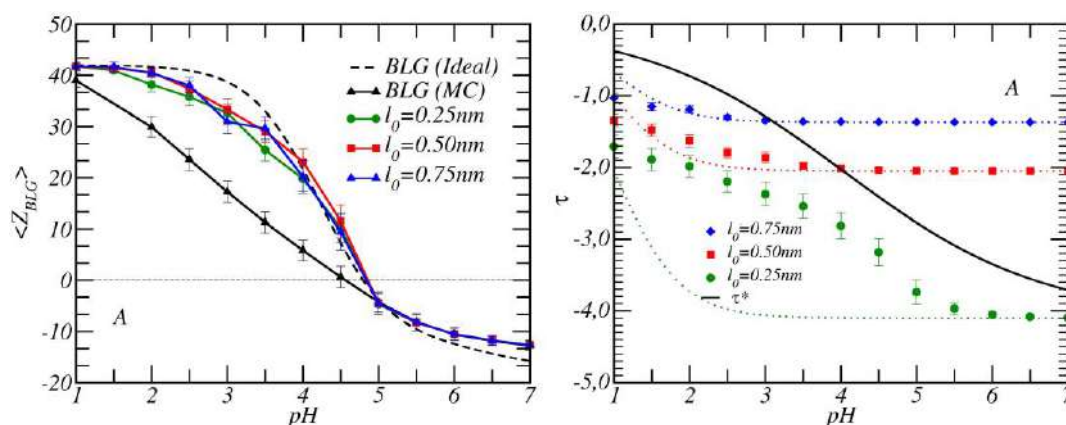 50
40
30
20
10
0
-10
-20
<Z_BLG>
BLG (Ideal)
BLG (MC)
l_0=0.25nm
l_0=0.50nm
l_0=0.75nm
A
1 2 3 4 5 6 7
pH
0,0
-1,0
-2,0
-3,0
-4,0
-5,0
τ
A
l_0=0.75nm
l_0=0.50nm
l_0=0.25nm
τ*
1 2 3 4 5 6 7
pH